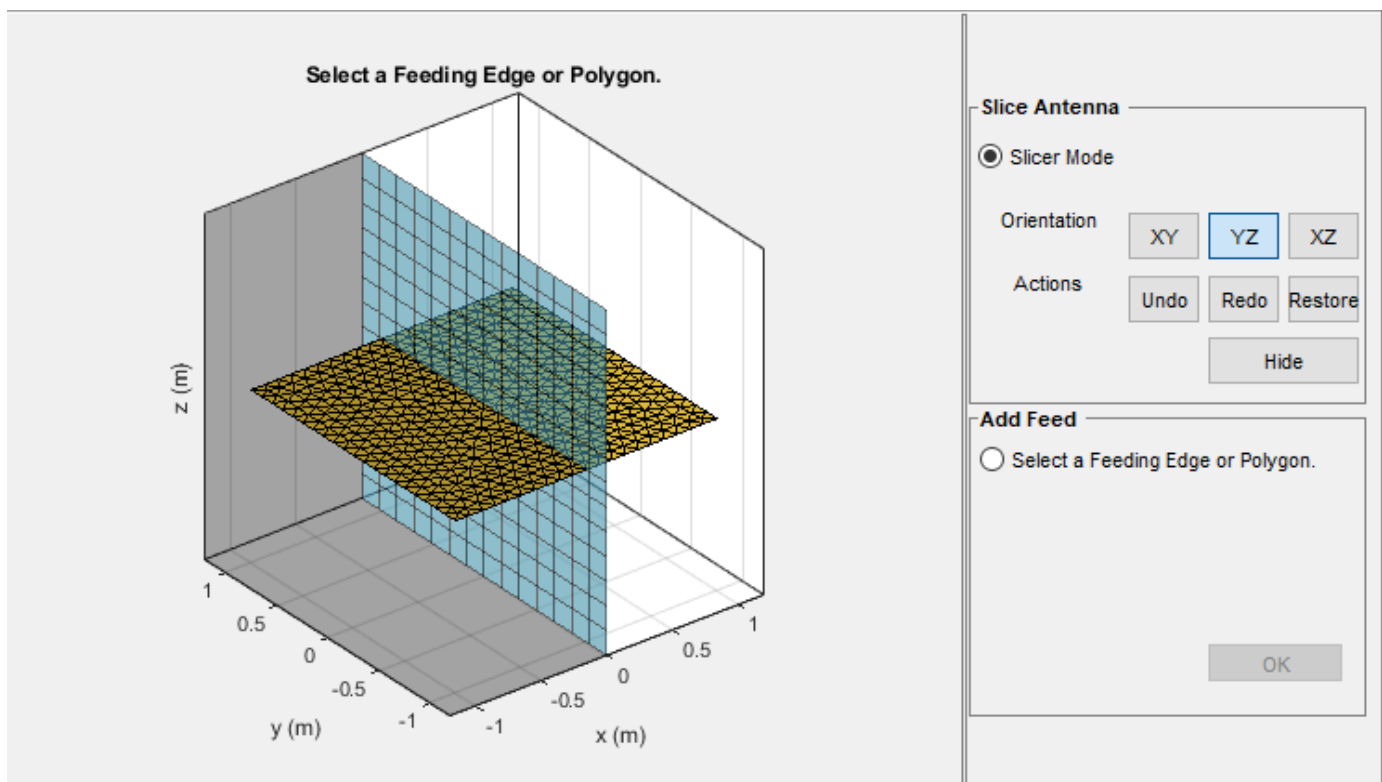 Select a Feeding Edge or Polygon.
z (m)
1
0.5
0
-0.5
-1
y (m)
-1
-0.5
0
0.5
1
x (m)
Slice Antenna
Slicer Mode
Orientation
XY
YZ
XZ
Actions
Undo
Redo
Restore
Hide
Add Feed
Select a Feeding Edge or Polygon.
OK